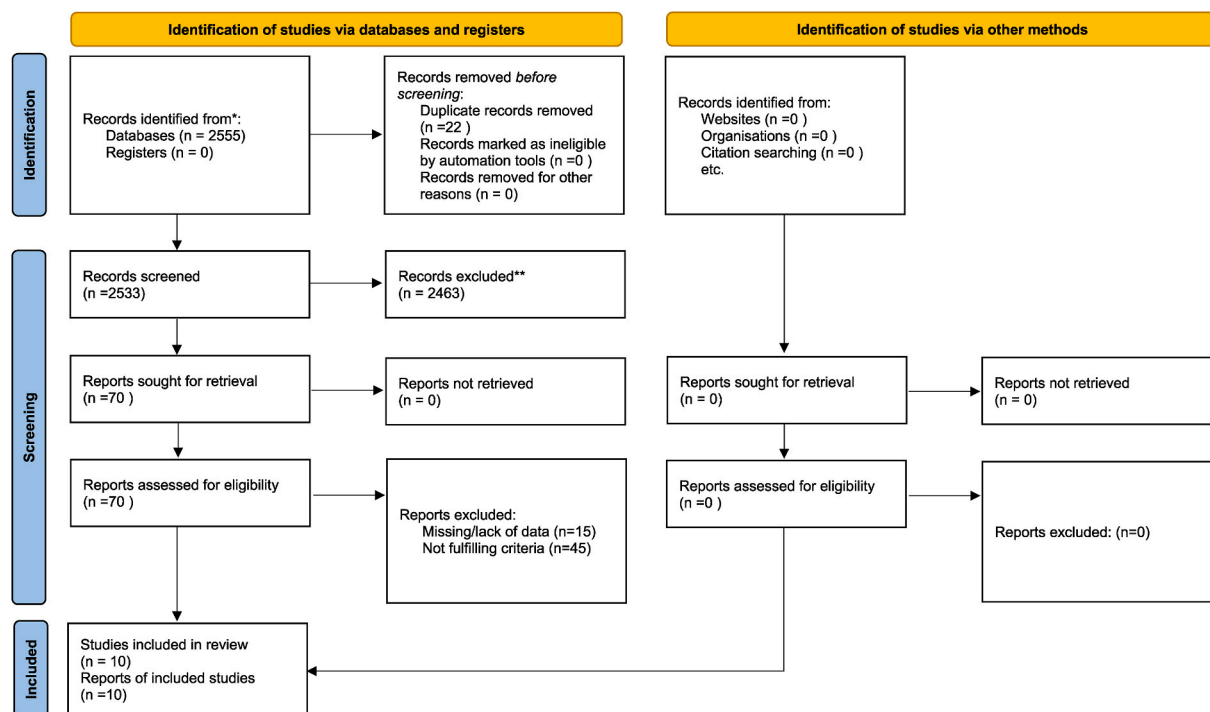 Identification of studies via databases and registers
Identification of studies via other methods
Identification
Records identified from*:
Databases (n = 2555)
Registers (n = 0)
Records removed before
screening:
Duplicate records removed
(n =22 )
Records marked as ineligible
by automation tools (n =0 )
Records removed for other
reasons (n = 0)
Records identified from:
Websites (n =0 )
Organisations (n =0 )
Citation searching (n =0 )
etc.
Screening
Records screened
(n =2533)
Records excluded**
(n = 2463)
Reports sought for retrieval
(n =70 )
Reports not retrieved
(n = 0)
Reports sought for retrieval
(n = 0)
Reports not retrieved
(n = 0)
Reports assessed for eligibility
(n =70 )
Reports excluded:
Missing/lack of data (n=15)
Not fulfilling criteria (n=45)
Reports assessed for eligibility
(n =0 )
Reports excluded: (n=0)
Included
Studies included in review
(n = 10)
Reports of included studies
(n =10)